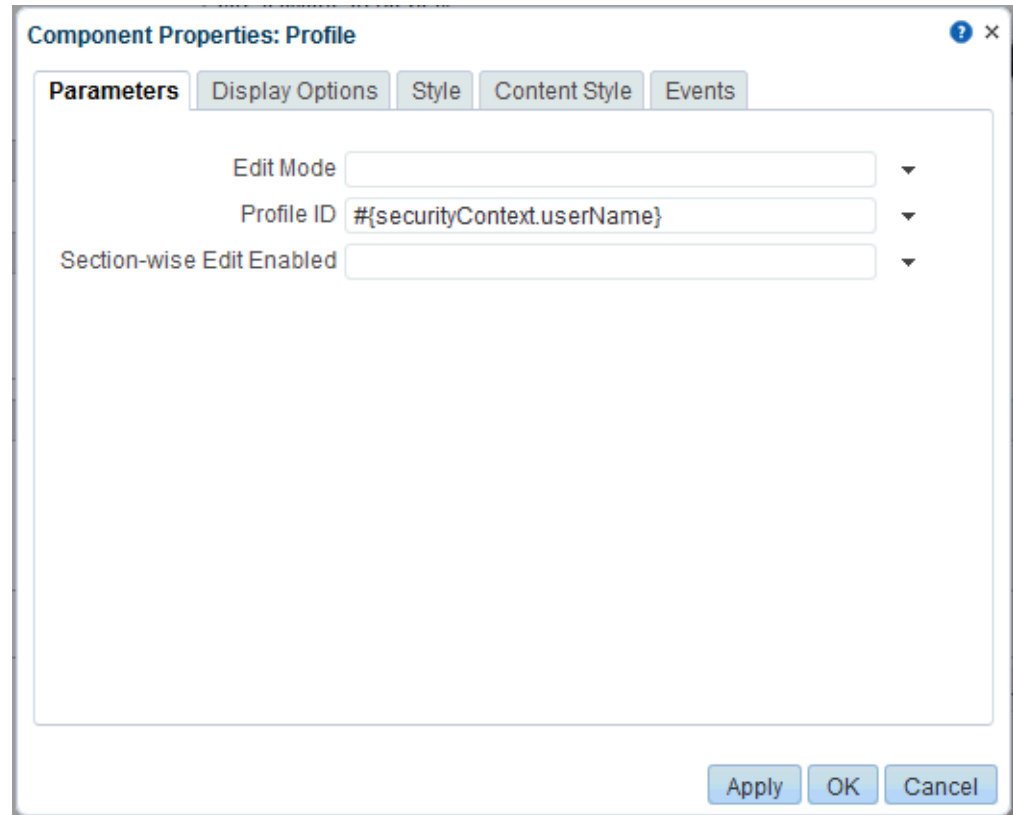 Component Properties: Profile
Parameters Display Options Style Content Style Events
Edit Mode
Profile ID #{securityContext.userName}
Section-wise Edit Enabled
Apply OK Cancel